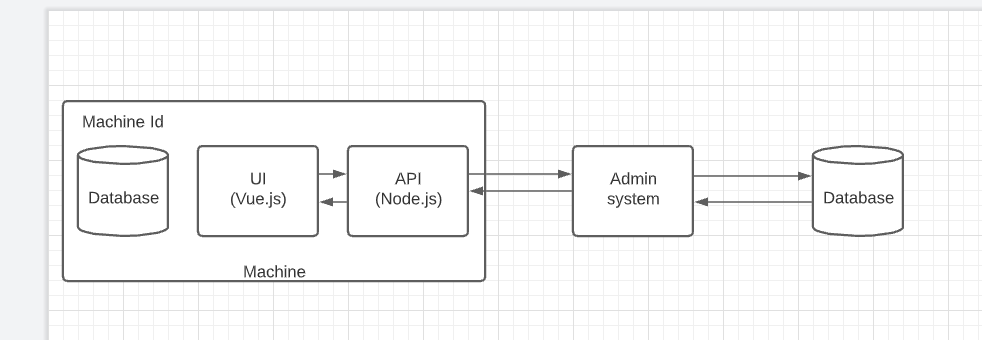 Machine Id
Database
UI
(Vue.js)
API
(Node.js)
Machine
Admin
system
Database